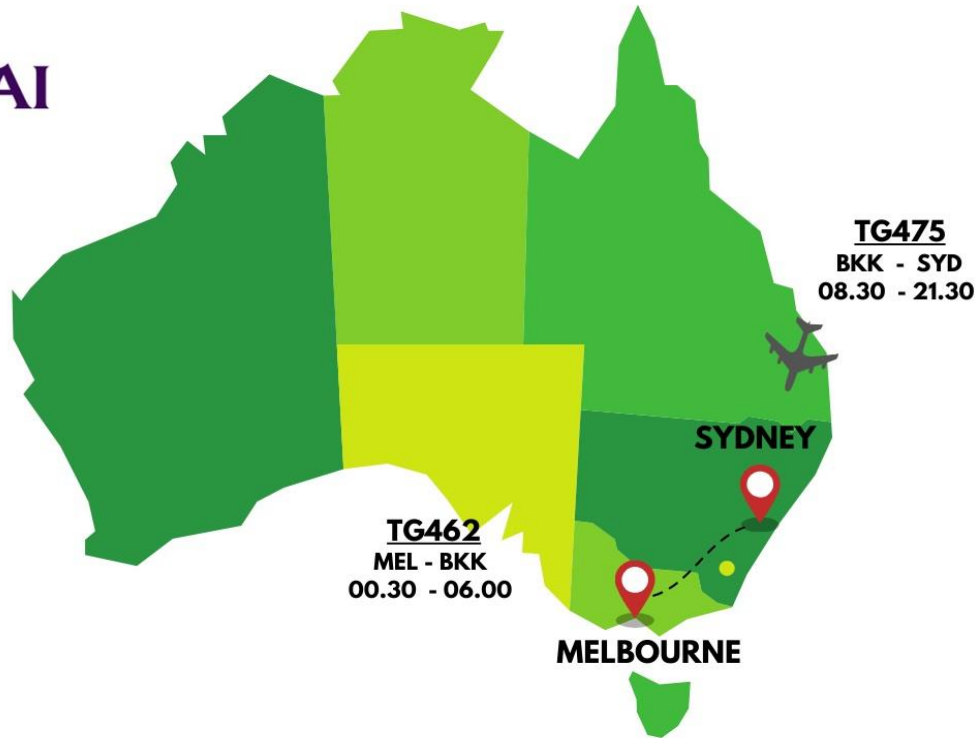 AI
TG475
BKK - SYD
08.30 - 21.30
SYDNEY
TG462
MEL - BKK
00.30 - 06.00
MELBOURNE